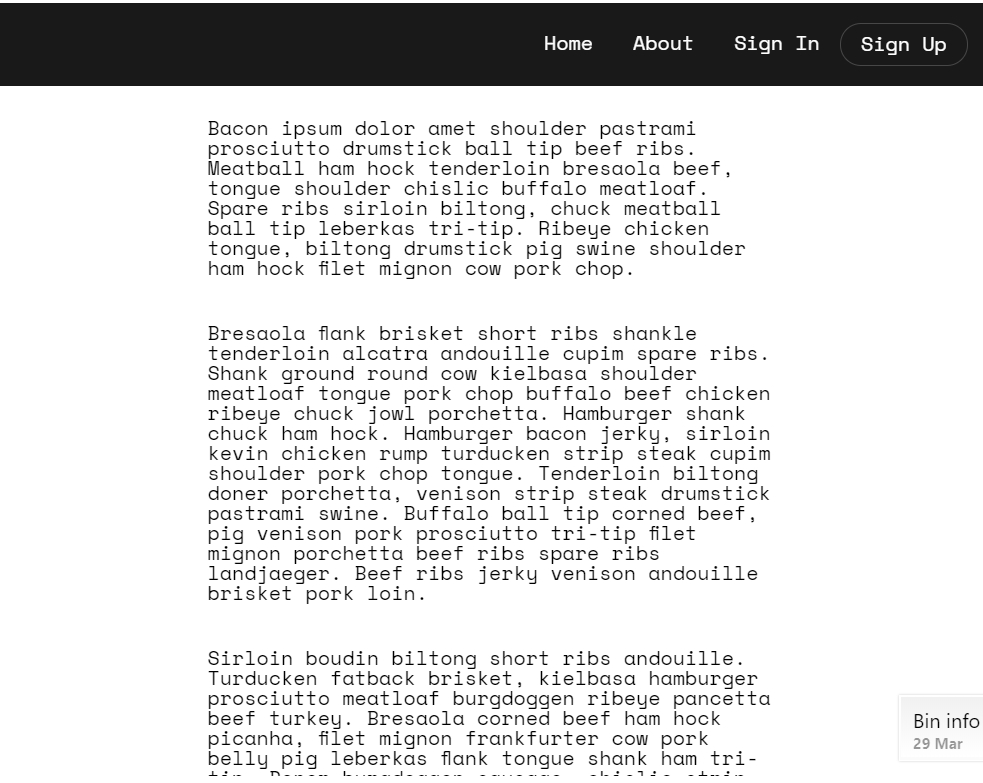 Home About Sign In Sign Up
Bacon ipsum dolor amet shoulder pastrami
prosciutto drumstick ball tip beef ribs.
Meatball ham hock tenderloin bresaola beef,
tongue shoulder chislic buffalo meatloaf.
Spare ribs sirloin biltong, chuck meatball
ball tip leberkas tri-tip. Ribeye chicken
tongue, biltong drumstick pig swine shoulder
ham hock filet mignon cow pork chop.
Bresaola flank brisket short ribs shankle
tenderloin alcatra andouille cupim spare ribs.
Shank ground round cow kielbasa shoulder
meatloaf tongue pork chop buffalo beef chicken
ribeye chuck jowl porchetta. Hamburger shank
chuck ham hock. Hamburger bacon jerky, sirloin
kevin chicken rump turducken strip steak cupim
shoulder pork chop tongue. Tenderloin biltong
doner porchetta, venison strip steak drumstick
pastrami swine. Buffalo ball tip corned beef,
pig venison pork prosciutto tri-tip filet
mignon porchetta beef ribs spare ribs
landjaeger. Beef ribs jerky venison andouille
brisket pork loin.
Sirloin boudin biltong short ribs andouille.
Turducken fatback brisket, kielbasa hamburger
prosciutto meatloaf burgdoggen ribeye pancetta
beef turkey. Bresaola corned beef ham hock
picanha, filet mignon frankfurter cow pork
belly pig leberkas flank tongue shank ham tri-
Bin info
29 Mar